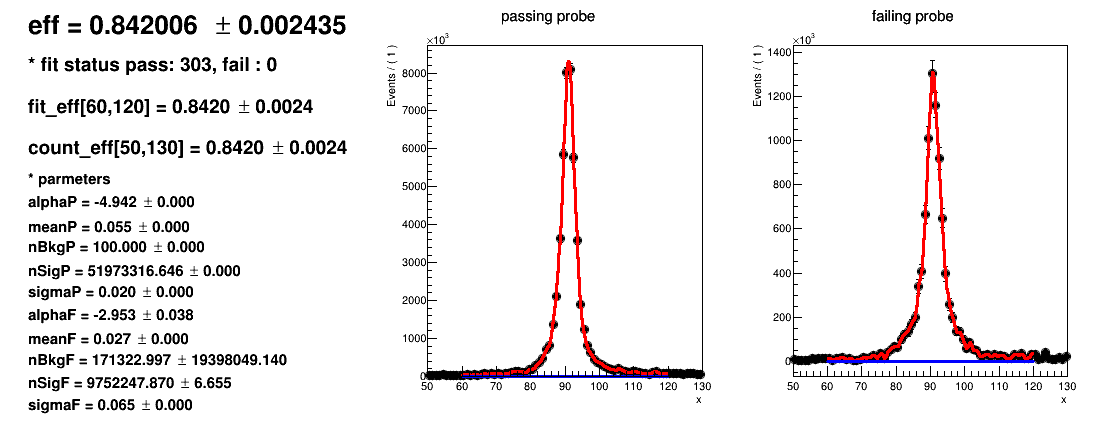 eff = 0.842006 ± 0.002435
* fit status pass: 303, fail : 0
fit_eff[60,120] = 0.8420 ± 0.0024
count_eff[50,130] = 0.8420 ± 0.0024
* parmeters
alphaP = -4.942 ± 0.000
meanP = 0.055 ± 0.000
nBkgP = 100.000 ± 0.000
nSigP = 51973316.646 ± 0.000
sigmaP = 0.020 ± 0.000
alphaF = -2.953 ± 0.038
meanF = 0.027 ± 0.000
nBkgF = 171322.997 ± 19398049.140
nSigF = 9752247.870 ± 6.655
sigmaF = 0.065 ± 0.000
passing probe
×10³
Events / ( 1 )
8000
7000
6000
5000
4000
3000
2000
1000
0
50 60 70 80 90 100 110 120 130
x
failing probe
×10³
Events / ( 1 )
1400
1200
1000
800
600
400
200
0
50 60 70 80 90 100 110 120 130
x